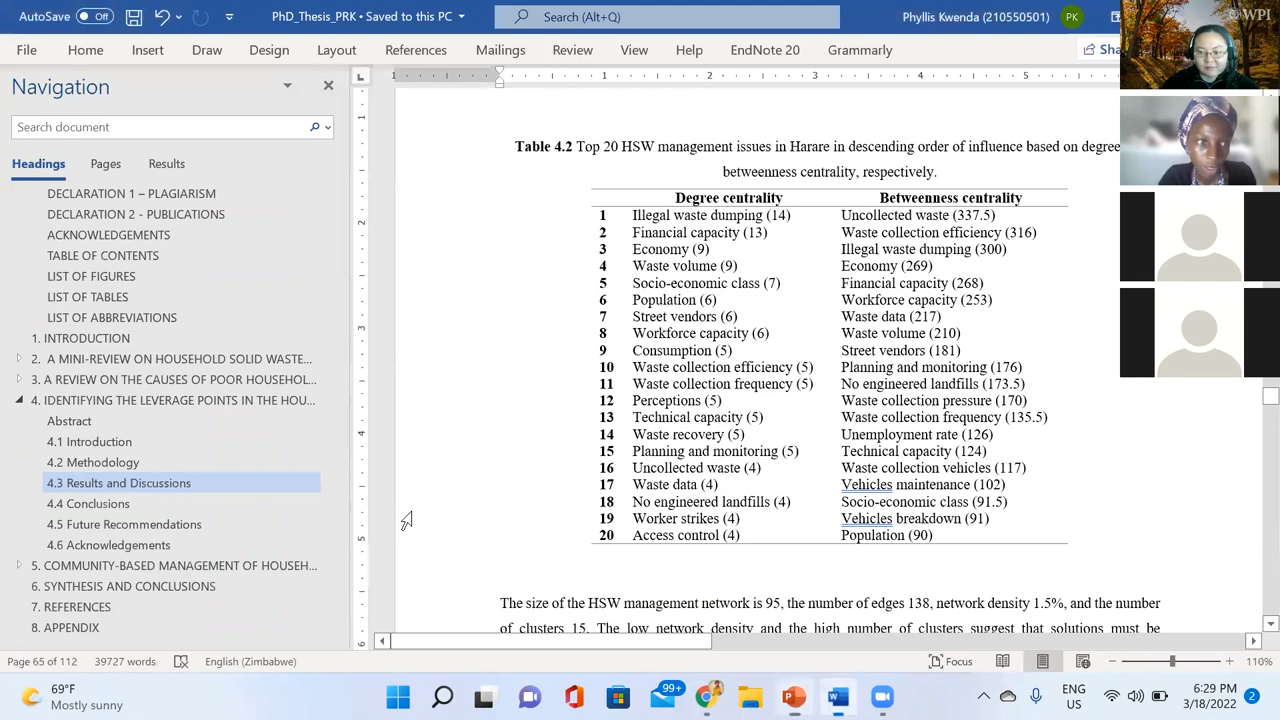 AutoSave Off Thelma_PRK • Saved to this PC Search (Alt+Q) Phyllis Kwenda (210550501) PK WPI
File Home Insert Draw Design Layout References Mailings Review View Help EndNote 20 Grammarly Sha
Navigation
Search document
Headings Pages Results
DECLARATION 1 – PLAGIARISM
DECLARATION 2 - PUBLICATIONS
ACKNOWLEDGEMENTS
TABLE OF CONTENTS
LIST OF FIGURES
LIST OF TABLES
LIST OF ABBREVIATIONS
1. INTRODUCTION
2. A MINI-REVIEW ON HOUSEHOLD SOLID WASTE...
3. A REVIEW ON THE CAUSES OF POOR HOUSEHOL...
4. IDENTIFYING THE LEVERAGE POINTS IN THE HOU...
Abstract
4.1 Introduction
4.2 Methodology
4.3 Results and Discussions
4.4 Conclusions
4.5 Future Recommendations
4.6 Acknowledgements
5. COMMUNITY-BASED MANAGEMENT OF HOUSEH...
6. SYNTHESIS AND CONCLUSIONS
7. REFERENCES
8. APPENDIX
1 1 2 3 4 5 6
1 2 3 4 5 6
Table 4.2 Top 20 HSW management issues in Harare in descending order of influence based on degree
betweenness centrality, respectively.
Degree centrality Betweenness centrality
1 Illegal waste dumping (14) Uncollected waste (337.5)
2 Financial capacity (13) Waste collection efficiency (316)
3 Economy (9) Illegal waste dumping (300)
4 Waste volume (9) Economy (269)
5 Socio-economic class (7) Financial capacity (268)
6 Population (6) Workforce capacity (253)
7 Street vendors (6) Waste data (217)
8 Workforce capacity (6) Waste volume (210)
9 Consumption (5) Street vendors (181)
10 Waste collection efficiency (5) Planning and monitoring (176)
11 Waste collection frequency (5) No engineered landfills (173.5)
12 Perceptions (5) Waste collection pressure (170)
13 Technical capacity (5) Waste collection frequency (135.5)
14 Waste recovery (5) Unemployment rate (126)
15 Planning and monitoring (5) Technical capacity (124)
16 Uncollected waste (4) Waste collection vehicles (117)
17 Waste data (4) Vehicles maintenance (102)
18 No engineered landfills (4) Socio-economic class (91.5)
19 Worker strikes (4) Vehicles breakdown (91)
20 Access control (4) Population (90)
The size of the HSW management network is 95, the number of edges 138, network density 1.5%, and the number
of clusters 15. The low network density and the high number of clusters suggest that solutions must be
Page 65 of 112 39727 words English (Zimbabwe) Focus 110%
69°F
Mostly sunny
99+
ENG
US
6:29 PM
3/18/2022
2